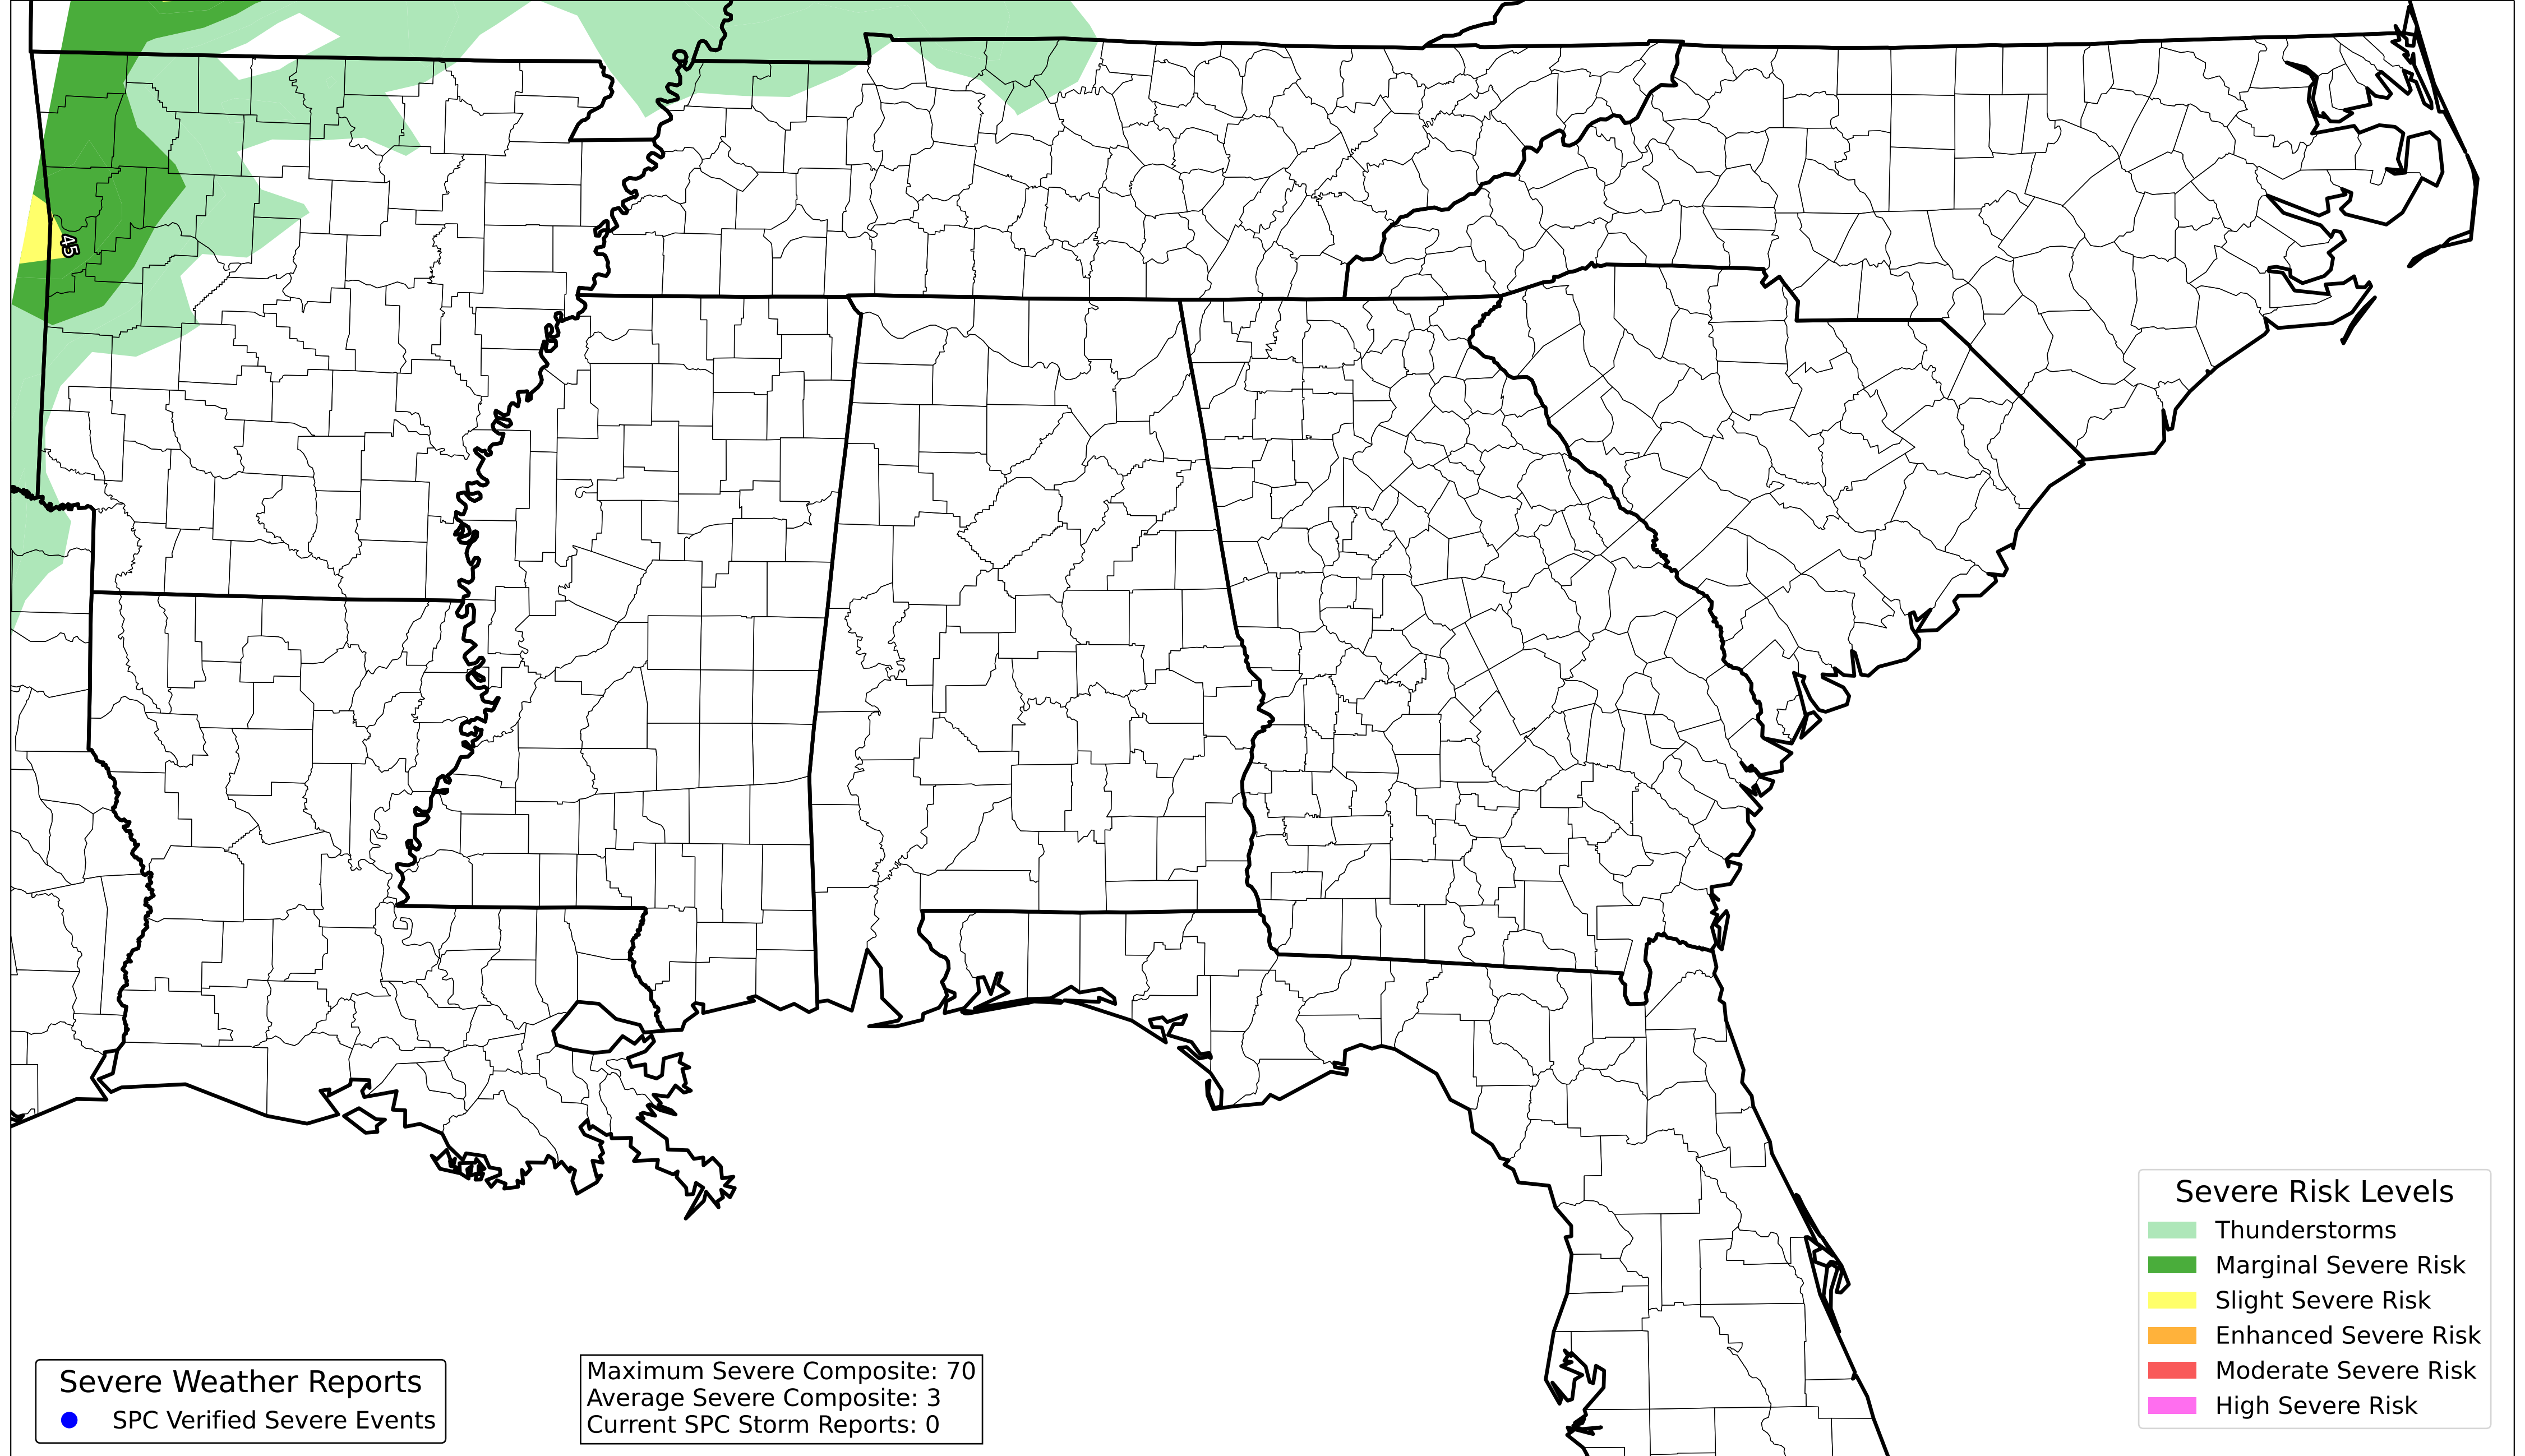 45
Severe Risk Levels
Thunderstorms
Marginal Severe Risk
Slight Severe Risk
Enhanced Severe Risk
Moderate Severe Risk
High Severe Risk
Severe Weather Reports
SPC Verified Severe Events
Maximum Severe Composite: 70
Average Severe Composite: 3
Current SPC Storm Reports: 0